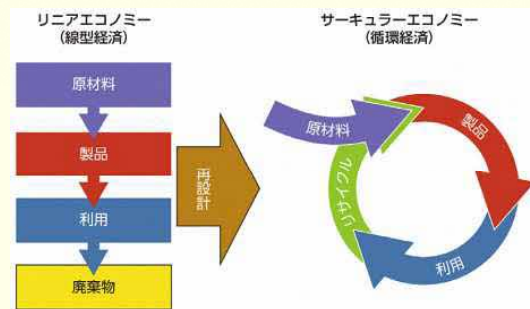 リニアエコノミー
（線型経済）
原材料
製品
利用
廃棄物
再設計
サーキュラーエコノミー
（循環経済）
原材料
製品
利用
リサイクル